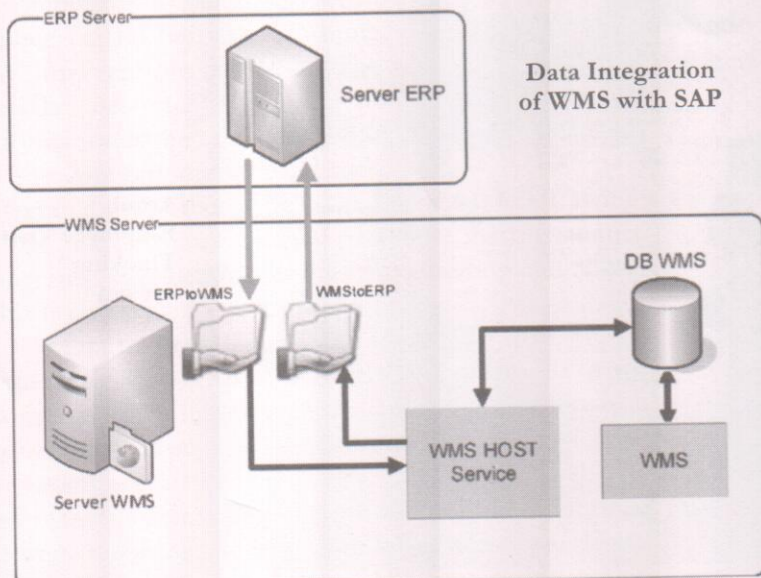 ERP Server
Server ERP
Data Integration
of WMS with SAP
WMS Server
ERPtoWMS
WMStoERP
DB WMS
WMS HOST
Service
WMS
Server WMS